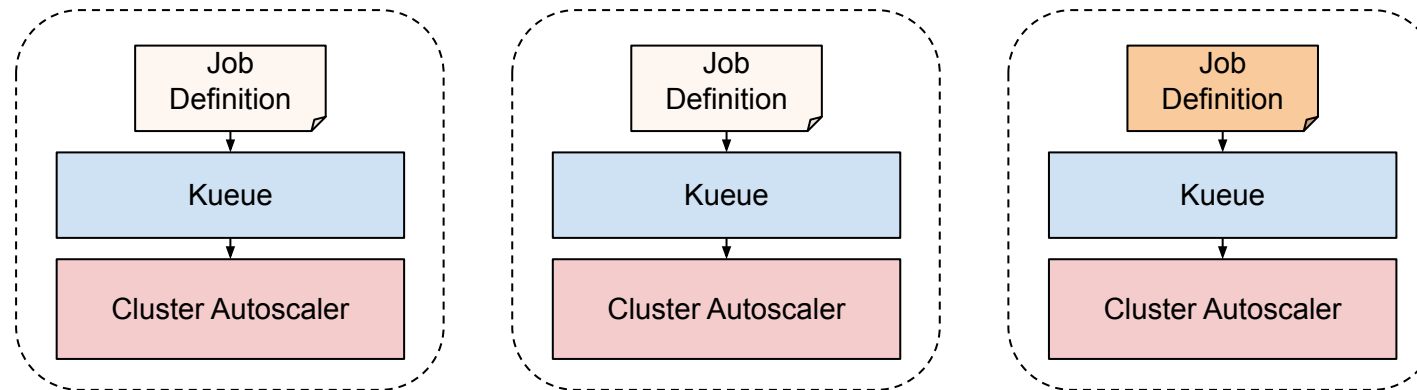 Job
Definition
Kueue
Cluster Autoscaler
Job
Definition
Kueue
Cluster Autoscaler
Job
Definition
Kueue
Cluster Autoscaler